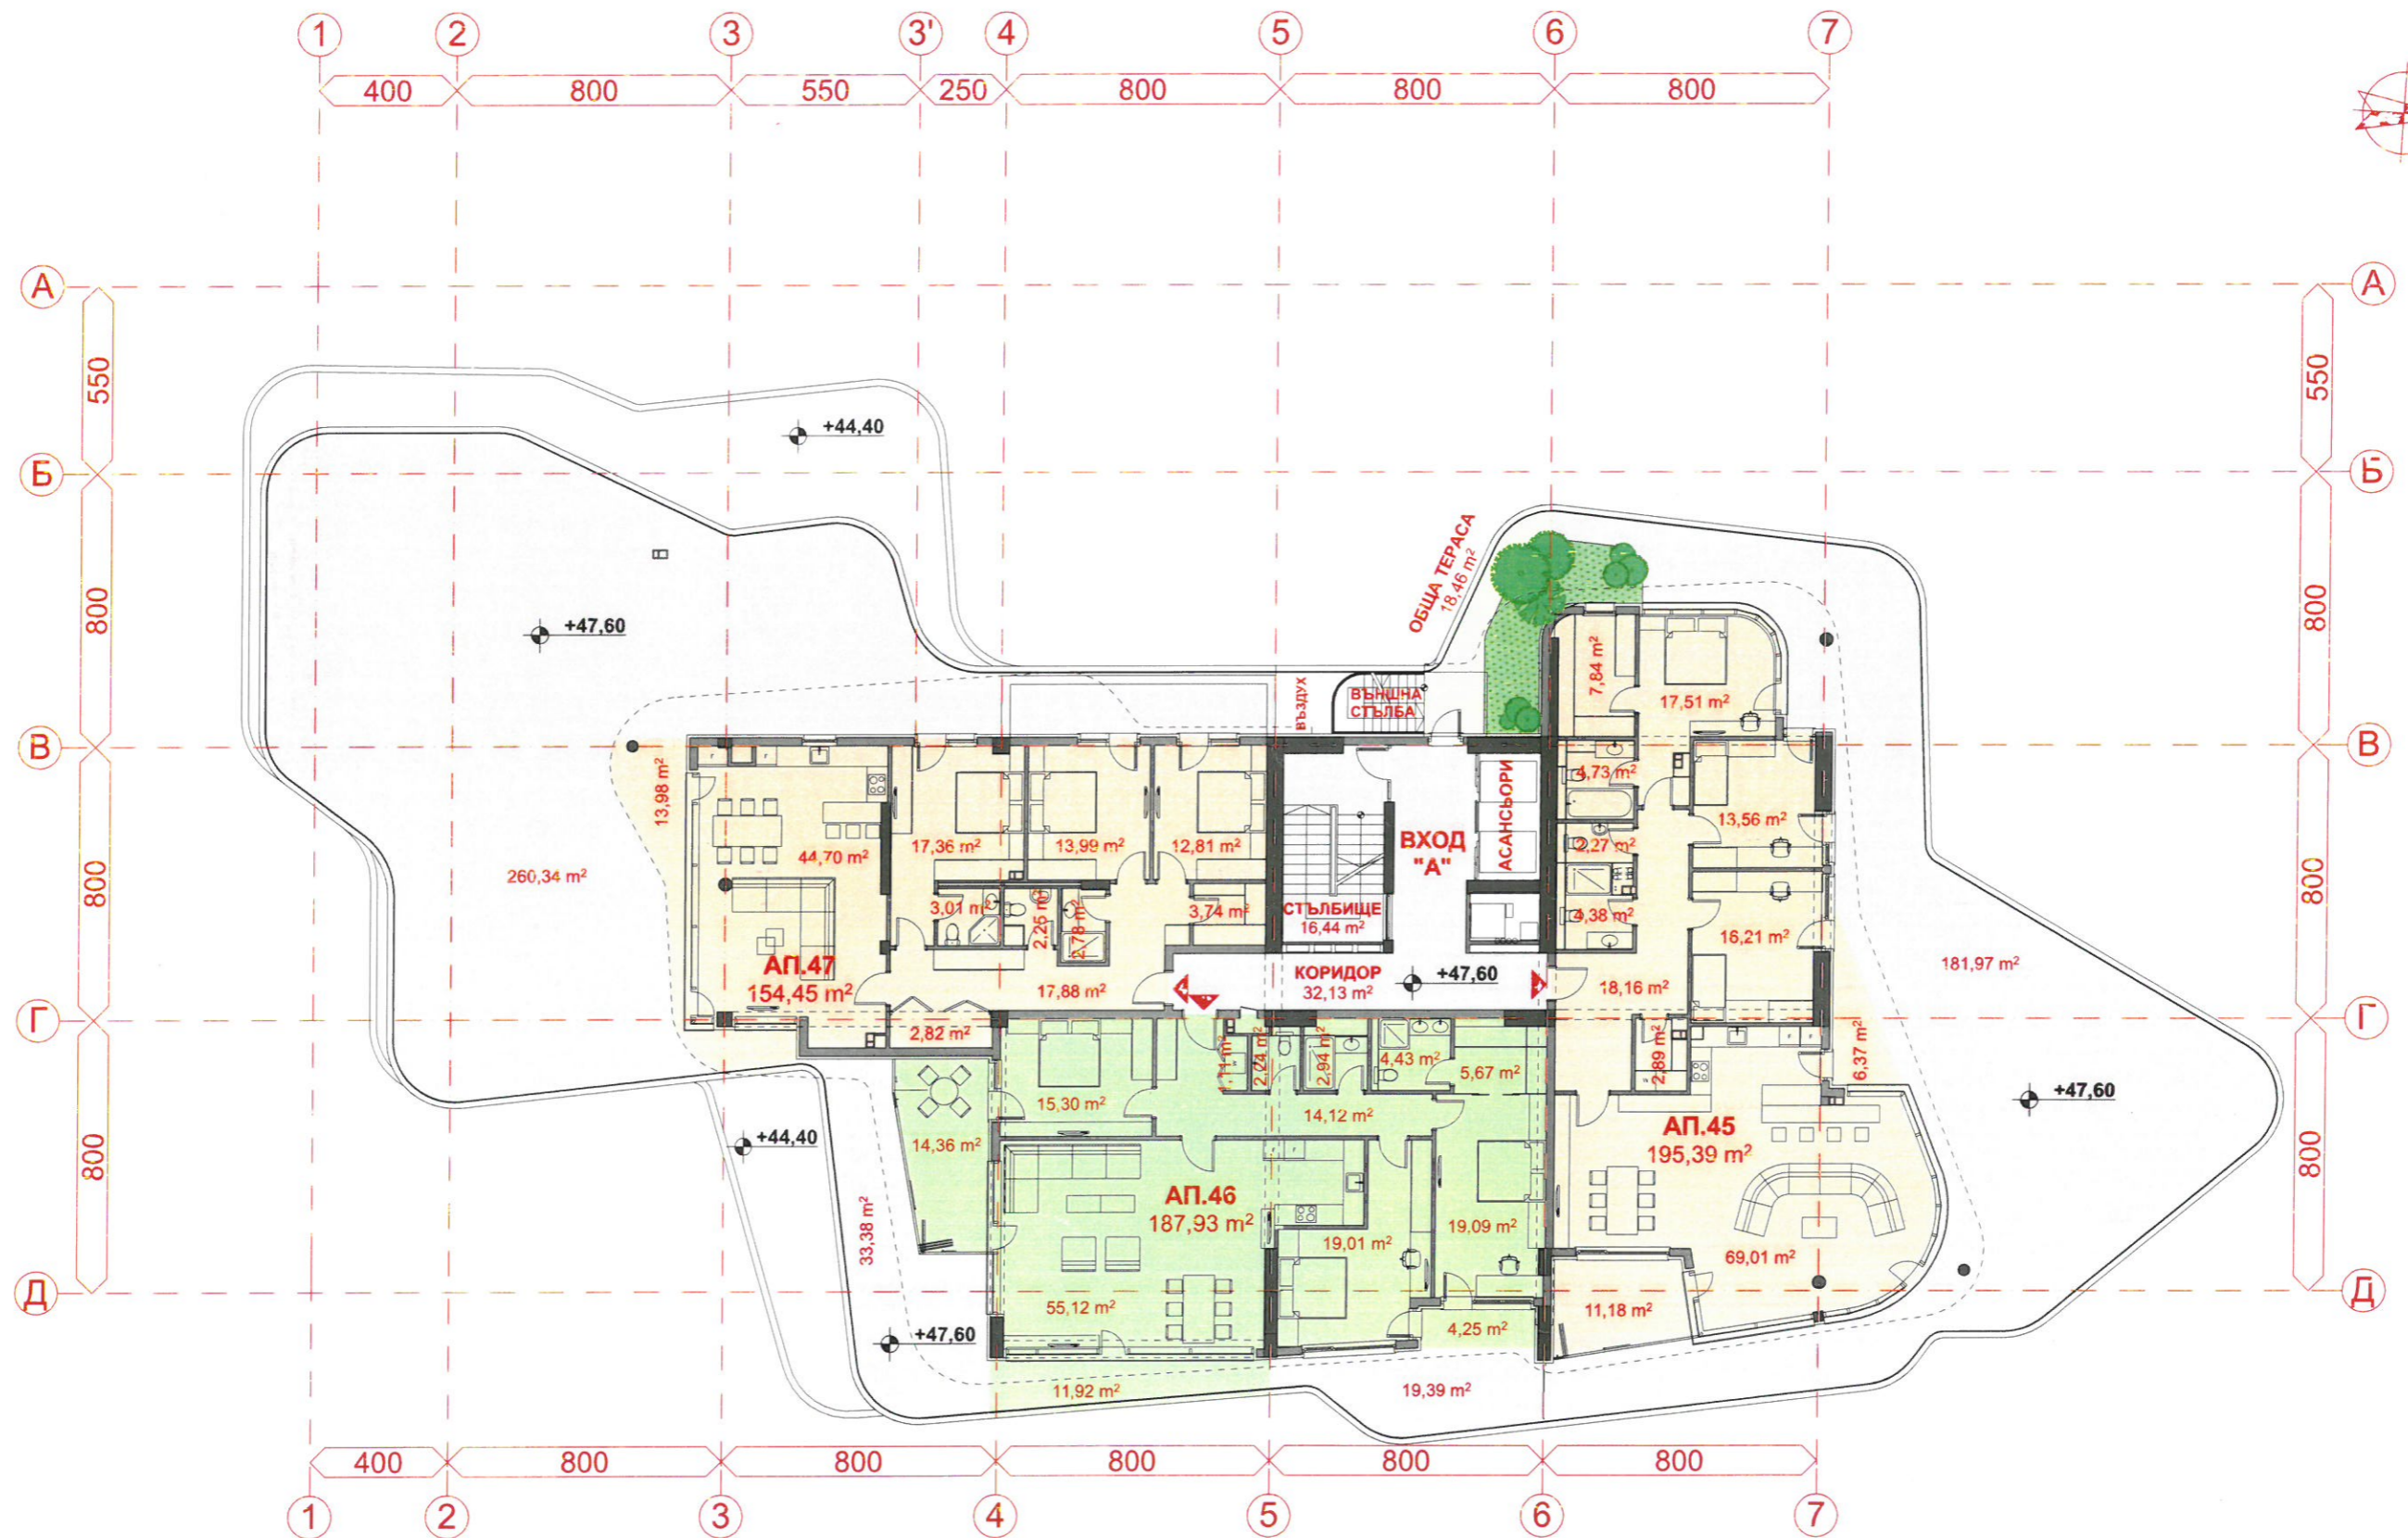 1 2 3 3' 4 5 6 7
400 800 550 250 800 800 800
А А
550 550
Б Б
800 800
В В
800 800
Г Г
800 800
Д Д
+44,40
+47,60
260,34 m²
ОБЩА ТЕРАСА
18,46 m²
ВЪЗДУХ
ВЪНШНА
СТЪЛБА
7,84 m²
17,51 m²
13,98 m²
44,70 m²
17,36 m²
13,99 m²
12,81 m²
3,01 m²
2,78 m²
3,74 m²
АП.47
154,45 m²
17,88 m²
2,82 m²
СТЪЛБИЩЕ
16,44 m²
ВХОД
"А"
АСАНСЬОРИ
КОРИДОР
32,13 m²
+47,60
4,73 m²
13,56 m²
2,27 m²
4,38 m²
16,21 m²
18,16 m²
181,97 m²
2,89 m²
6,37 m²
+47,60
АП.45
195,39 m²
69,01 m²
11,18 m²
15,30 m²
1,11 m²
2,24 m²
2,94 m²
4,43 m²
5,67 m²
14,12 m²
14,36 m²
+44,40
33,38 m²
АП.46
187,93 m²
19,01 m²
19,09 m²
55,12 m²
4,25 m²
+47,60
11,92 m²
19,39 m²
400 800 800 800 800 800
1 2 3 4 5 6 7